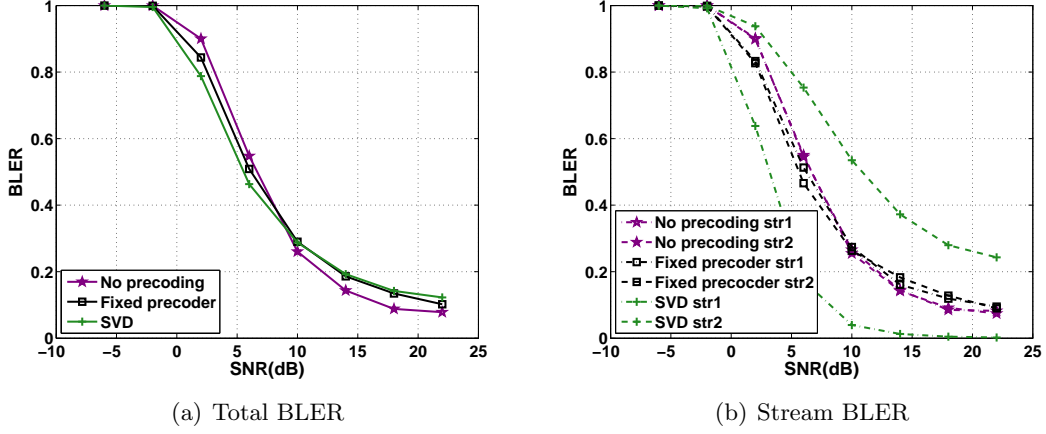 1
0.8
0.6
0.4
0.2
0
BLER
−10 −5 0 5 10 15 20 25
SNR(dB)
No precoding
Fixed precoder
SVD
(a) Total BLER
1
0.8
0.6
0.4
0.2
0
BLER
−10 −5 0 5 10 15 20 25
SNR(dB)
No precoding str1
No precoding str2
Fixed precoder str1
Fixed precocder str2
SVD str1
SVD str2
(b) Stream BLER